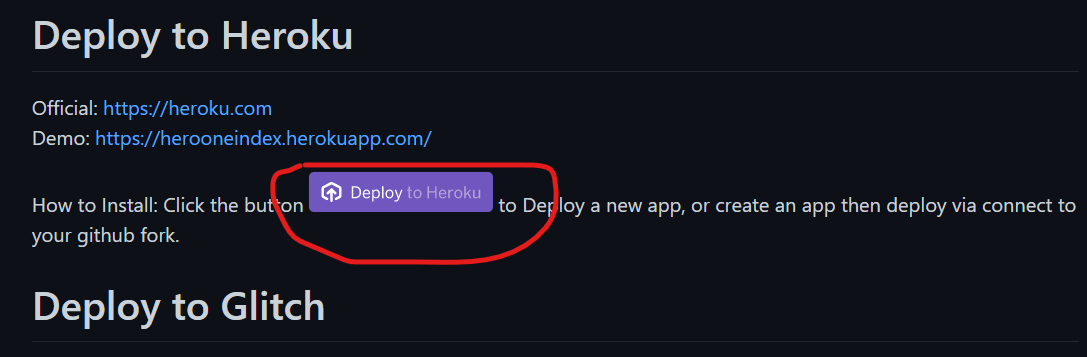 Deploy to Heroku
Official: https://heroku.com
Demo: https://herooneindex.herokuapp.com/
How to Install: Click the button Deploy to Heroku to Deploy a new app, or create an app then deploy via connect to
your github fork.
Deploy to Glitch